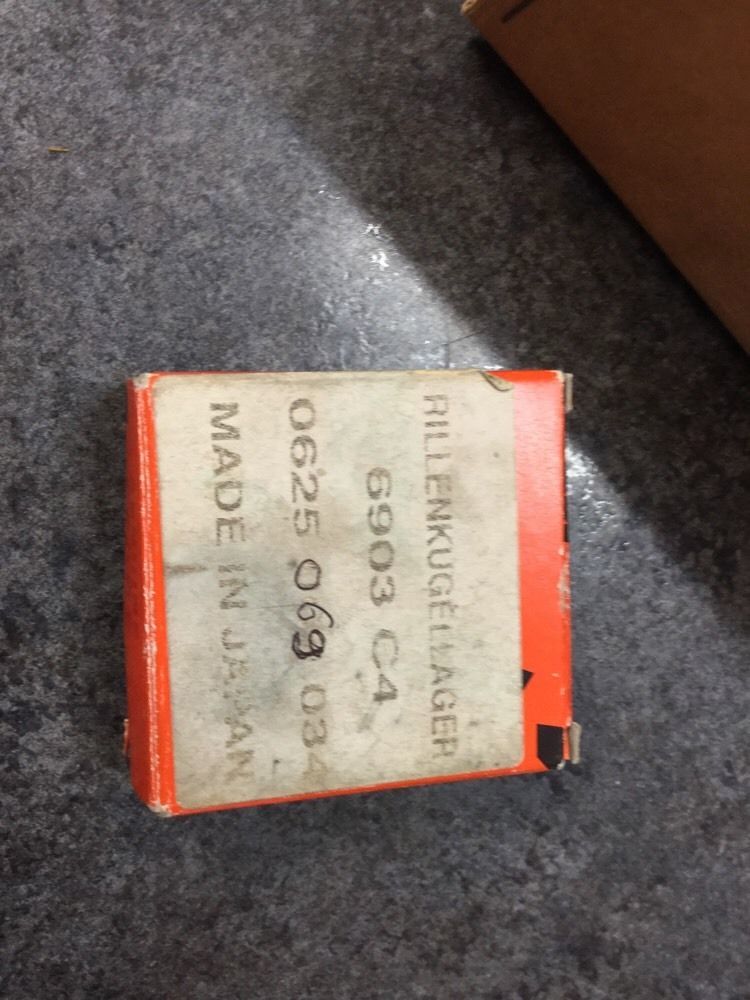 RILLENKUGELLAGER
6903 C4
0625 069 034
MADE IN JAPAN